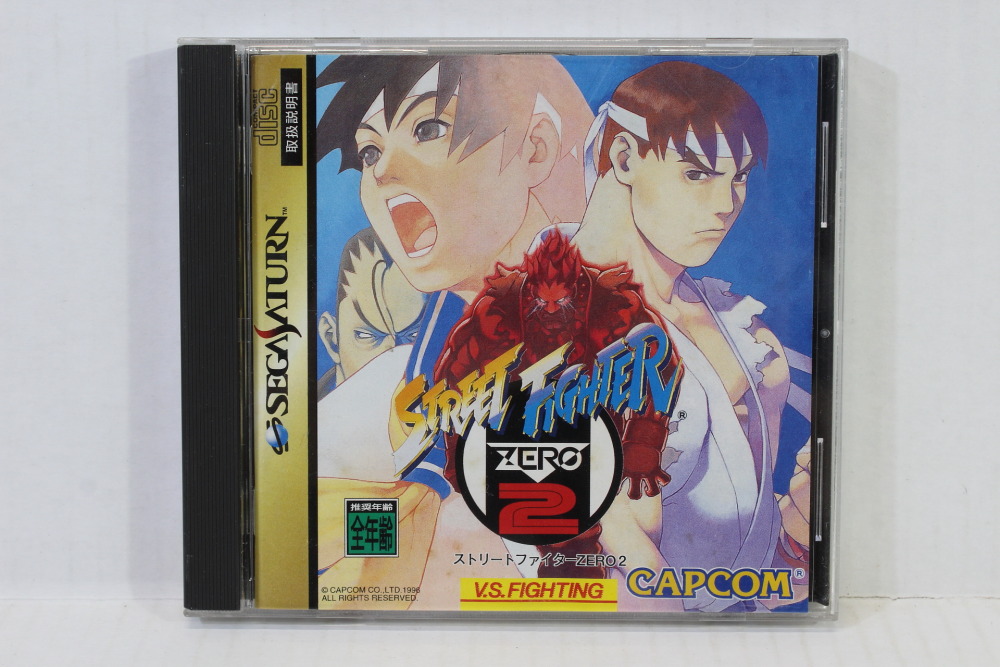 COMPACT
disc
取扱説明書
SEGA SATURN™
STREET FIGHTER®
ZERO
2
ストリートファイターZERO2
推奨年齢
全年齢
© CAPCOM CO.,LTD.1996
ALL RIGHTS RESERVED.
V.S. FIGHTING
CAPCOM®